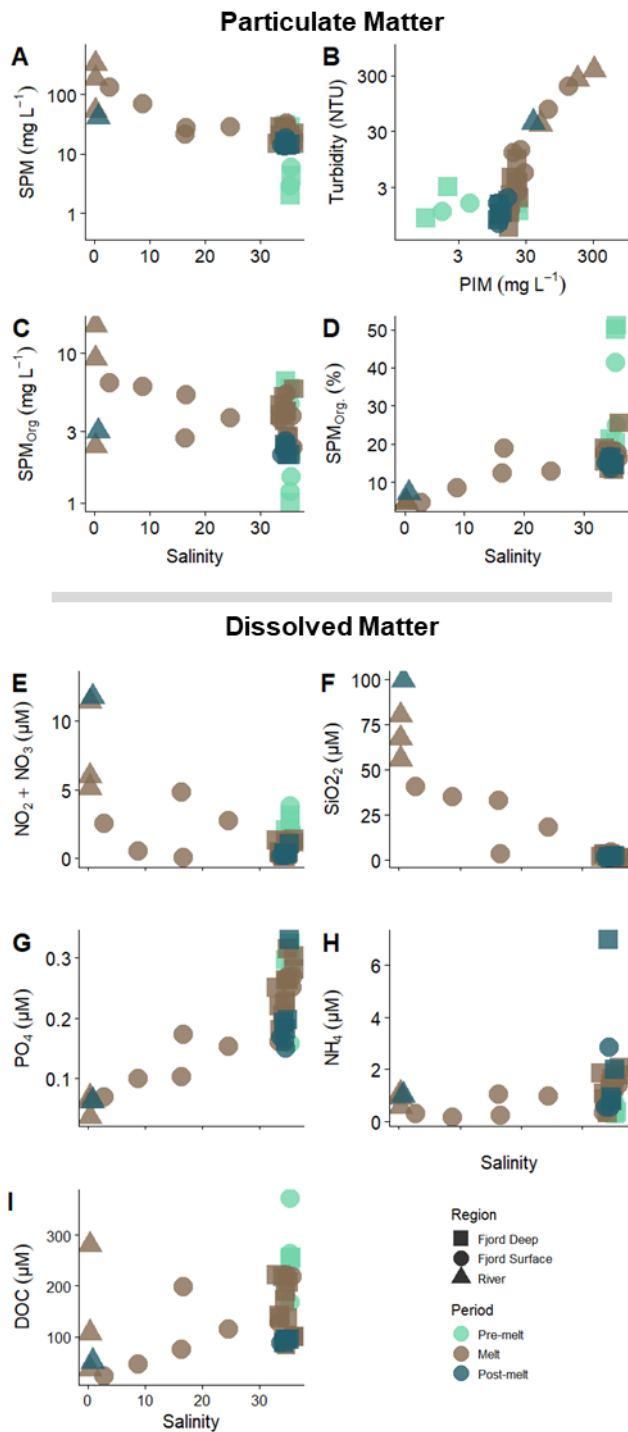 Particulate Matter
A
SPM (mg L⁻¹)
100
10
1
0
10
20
30
B
Turbidity (NTU)
300
30
3
3
30
300
PIM (mg L⁻¹)
C
SPM_Org (mg L⁻¹)
10
3
1
0
10
20
30
Salinity
D
SPM_Org. (%)
50
40
30
20
10
0
10
20
30
Salinity
Dissolved Matter
E
NO₂ + NO₃ (µM)
10
5
0
F
SiO2₂ (µM)
100
75
50
25
0
G
PO₄ (µM)
0.3
0.2
0.1
H
NH₄ (µM)
6
4
2
0
Salinity
I
DOC (µM)
300
200
100
0
10
20
30
Salinity
Region
Fjord Deep
Fjord Surface
River
Period
Pre-melt
Melt
Post-melt